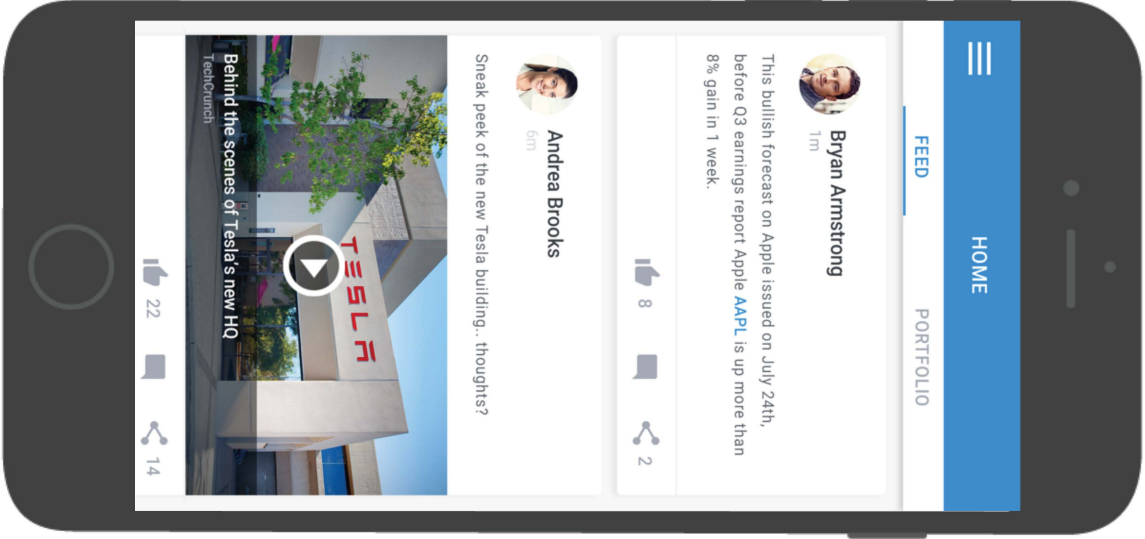 HOME
FEED
PORTFOLIO
Bryan Armstrong
1m
This bullish forecast on Apple issued on July 24th,
before Q3 earnings report Apple AAPL is up more than
8% gain in 1 week.
8
2
Andrea Brooks
6m
Sneak peek of the new Tesla building.. thoughts?
TESLA
Behind the scenes of Tesla's new HQ
TechCrunch
22
14